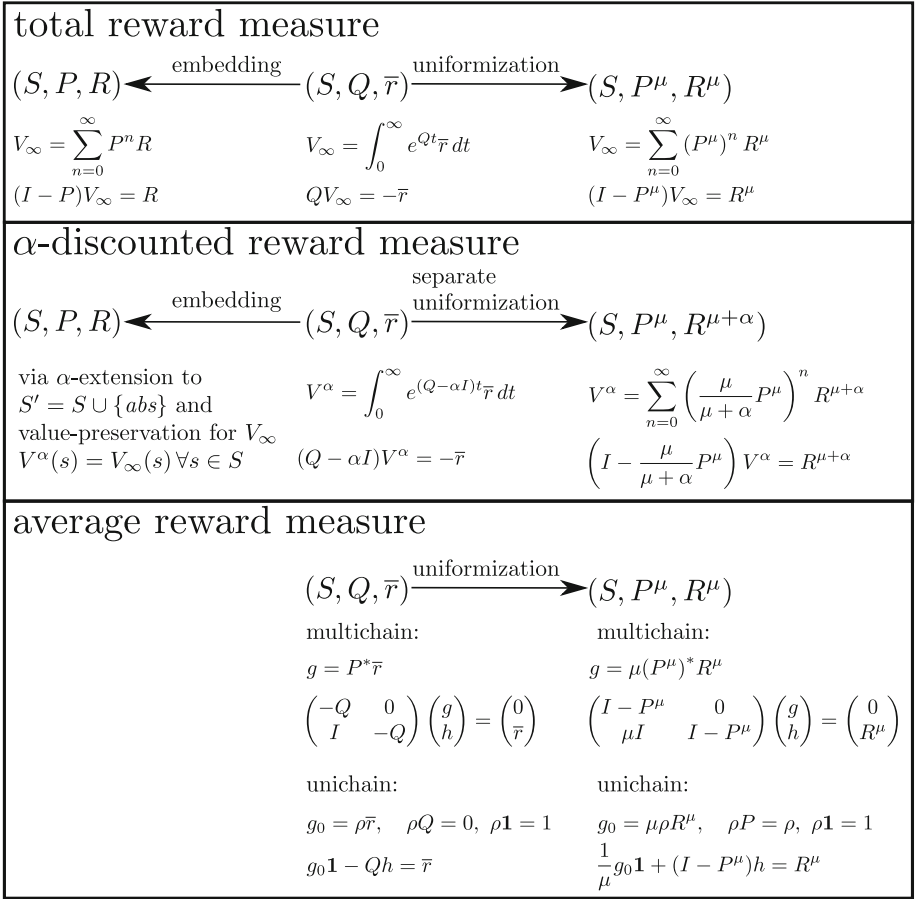 total reward measure
embedding uniformization
(S, P, R) ← (S, Q, r̅) → (S, P^μ, R^μ)
V_∞ = ∑_{n=0}^{∞} P^n R    V_∞ = ∫_0^∞ e^{Qt} r̅ dt    V_∞ = ∑_{n=0}^{∞} (P^μ)^n R^μ
(I − P)V_∞ = R    QV_∞ = −r̅    (I − P^μ)V_∞ = R^μ
α-discounted reward measure
separate
embedding uniformization
(S, P, R) ← (S, Q, r̅) → (S, P^μ, R^{μ+α})
via α-extension to
S′ = S ∪ {abs} and
value-preservation for V_∞
V^α(s) = V_∞(s) ∀s ∈ S
V^α = ∫_0^∞ e^{(Q−αI)t} r̅ dt
(Q − αI)V^α = −r̅
V^α = ∑_{n=0}^{∞} (μ/(μ + α) P^μ)^n R^{μ+α}
(I − μ/(μ + α) P^μ) V^α = R^{μ+α}
average reward measure
uniformization
(S, Q, r̅) → (S, P^μ, R^μ)
multichain:
g = P* r̅
(−Q 0
I −Q) (g
h) = (0
r̅)
unichain:
g_0 = ρr̅, ρQ = 0, ρ1 = 1
g_0 1 − Qh = r̅
multichain:
g = μ(P^μ)* R^μ
(I − P^μ 0
μI I − P^μ) (g
h) = (0
R^μ)
unichain:
g_0 = μρR^μ, ρP = ρ, ρ1 = 1
1/μ g_0 1 + (I − P^μ)h = R^μ